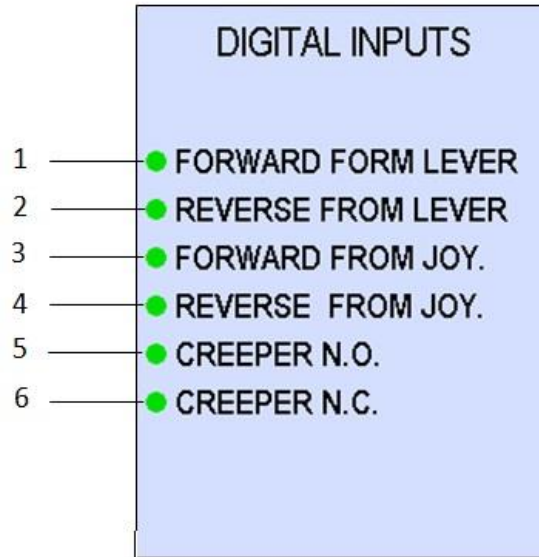 DIGITAL INPUTS
1 FORWARD FORM LEVER
2 REVERSE FROM LEVER
3 FORWARD FROM JOY.
4 REVERSE FROM JOY.
5 CREEPER N.O.
6 CREEPER N.C.